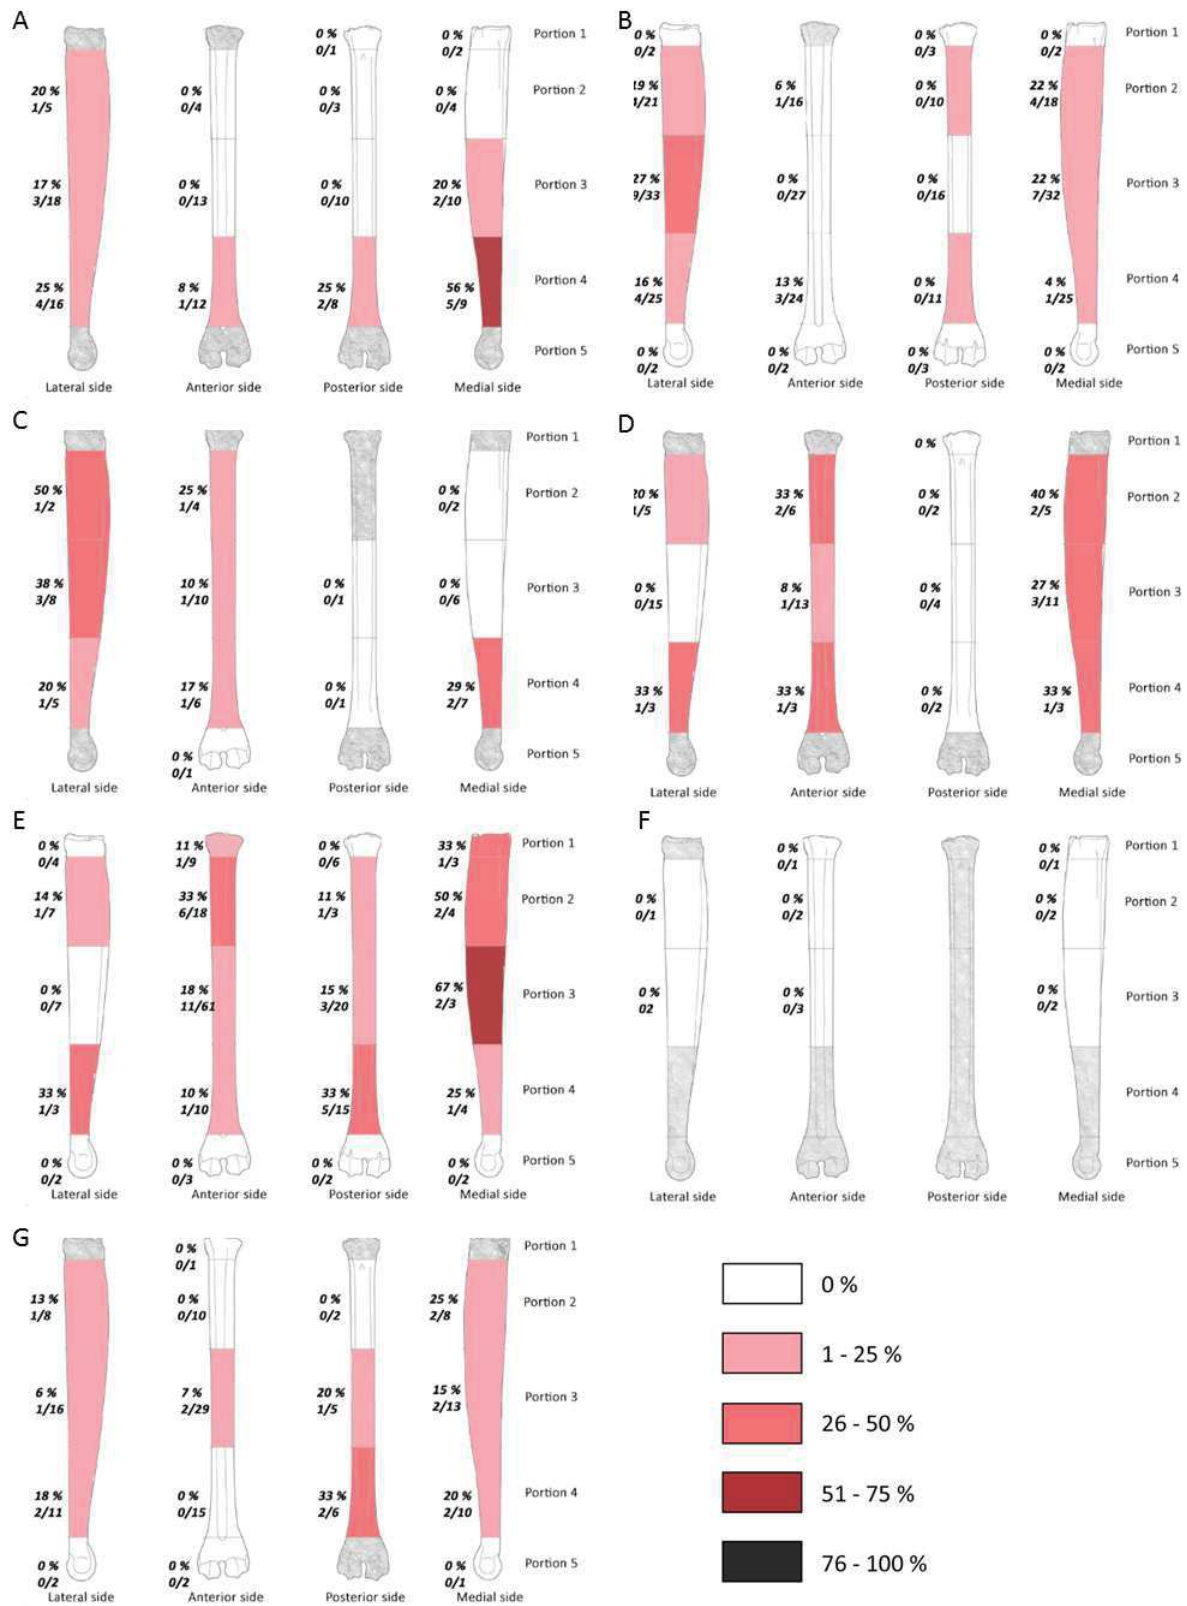 A
0 %
0/1
0 %
0/2
Portion 1
20 %
1/5
0 %
0/4
0 %
0/3
0 %
0/4
Portion 2
17 %
3/18
0 %
0/13
0 %
0/10
20 %
2/10
Portion 3
25 %
4/16
8 %
1/12
25 %
2/8
56 %
5/9
Portion 4
Portion 5
Lateral side
Anterior side
Posterior side
Medial side
B
0 %
0/2
0 %
0/3
0 %
0/2
Portion 1
19 %
4/21
6 %
1/16
0 %
0/10
22 %
4/18
Portion 2
27 %
9/33
0 %
0/27
0 %
0/16
22 %
7/32
Portion 3
16 %
4/25
13 %
3/24
0 %
0/11
4 %
1/25
Portion 4
0 %
0/2
0 %
0/2
0 %
0/3
0 %
0/2
Portion 5
Lateral side
Anterior side
Posterior side
Medial side
C
Portion 1
50 %
1/2
25 %
1/4
0 %
0/2
Portion 2
38 %
3/8
10 %
1/10
0 %
0/1
0 %
0/6
Portion 3
20 %
1/5
17 %
1/6
0 %
0/1
29 %
2/7
Portion 4
0 %
0/1
Portion 5
Lateral side
Anterior side
Posterior side
Medial side
D
0 %
Portion 1
20 %
1/5
33 %
2/6
0 %
0/2
40 %
2/5
Portion 2
0 %
0/15
8 %
1/13
0 %
0/4
27 %
3/11
Portion 3
33 %
1/3
33 %
1/3
0 %
0/2
33 %
1/3
Portion 4
Portion 5
Lateral side
Anterior side
Posterior side
Medial side
E
0 %
0/4
11 %
1/9
0 %
0/6
33 %
1/3
Portion 1
14 %
1/7
33 %
6/18
11 %
1/3
50 %
2/4
Portion 2
0 %
0/7
18 %
11/61
15 %
3/20
67 %
2/3
Portion 3
33 %
1/3
10 %
1/10
33 %
5/15
25 %
1/4
Portion 4
0 %
0/2
0 %
0/3
0 %
0/2
0 %
0/2
Portion 5
Lateral side
Anterior side
Posterior side
Medial side
F
0 %
0/1
0 %
0/1
Portion 1
0 %
0/1
0 %
0/2
0 %
0/2
Portion 2
0 %
02
0 %
0/3
0 %
0/2
Portion 3
Portion 4
Portion 5
Lateral side
Anterior side
Posterior side
Medial side
G
0 %
0/1
Portion 1
13 %
1/8
0 %
0/10
0 %
0/2
25 %
2/8
Portion 2
6 %
1/16
7 %
2/29
20 %
1/5
15 %
2/13
Portion 3
18 %
2/11
0 %
0/15
33 %
2/6
20 %
2/10
Portion 4
0 %
0/2
0 %
0/2
0 %
0/1
Portion 5
Lateral side
Anterior side
Posterior side
Medial side
0 %
1 - 25 %
26 - 50 %
51 - 75 %
76 - 100 %